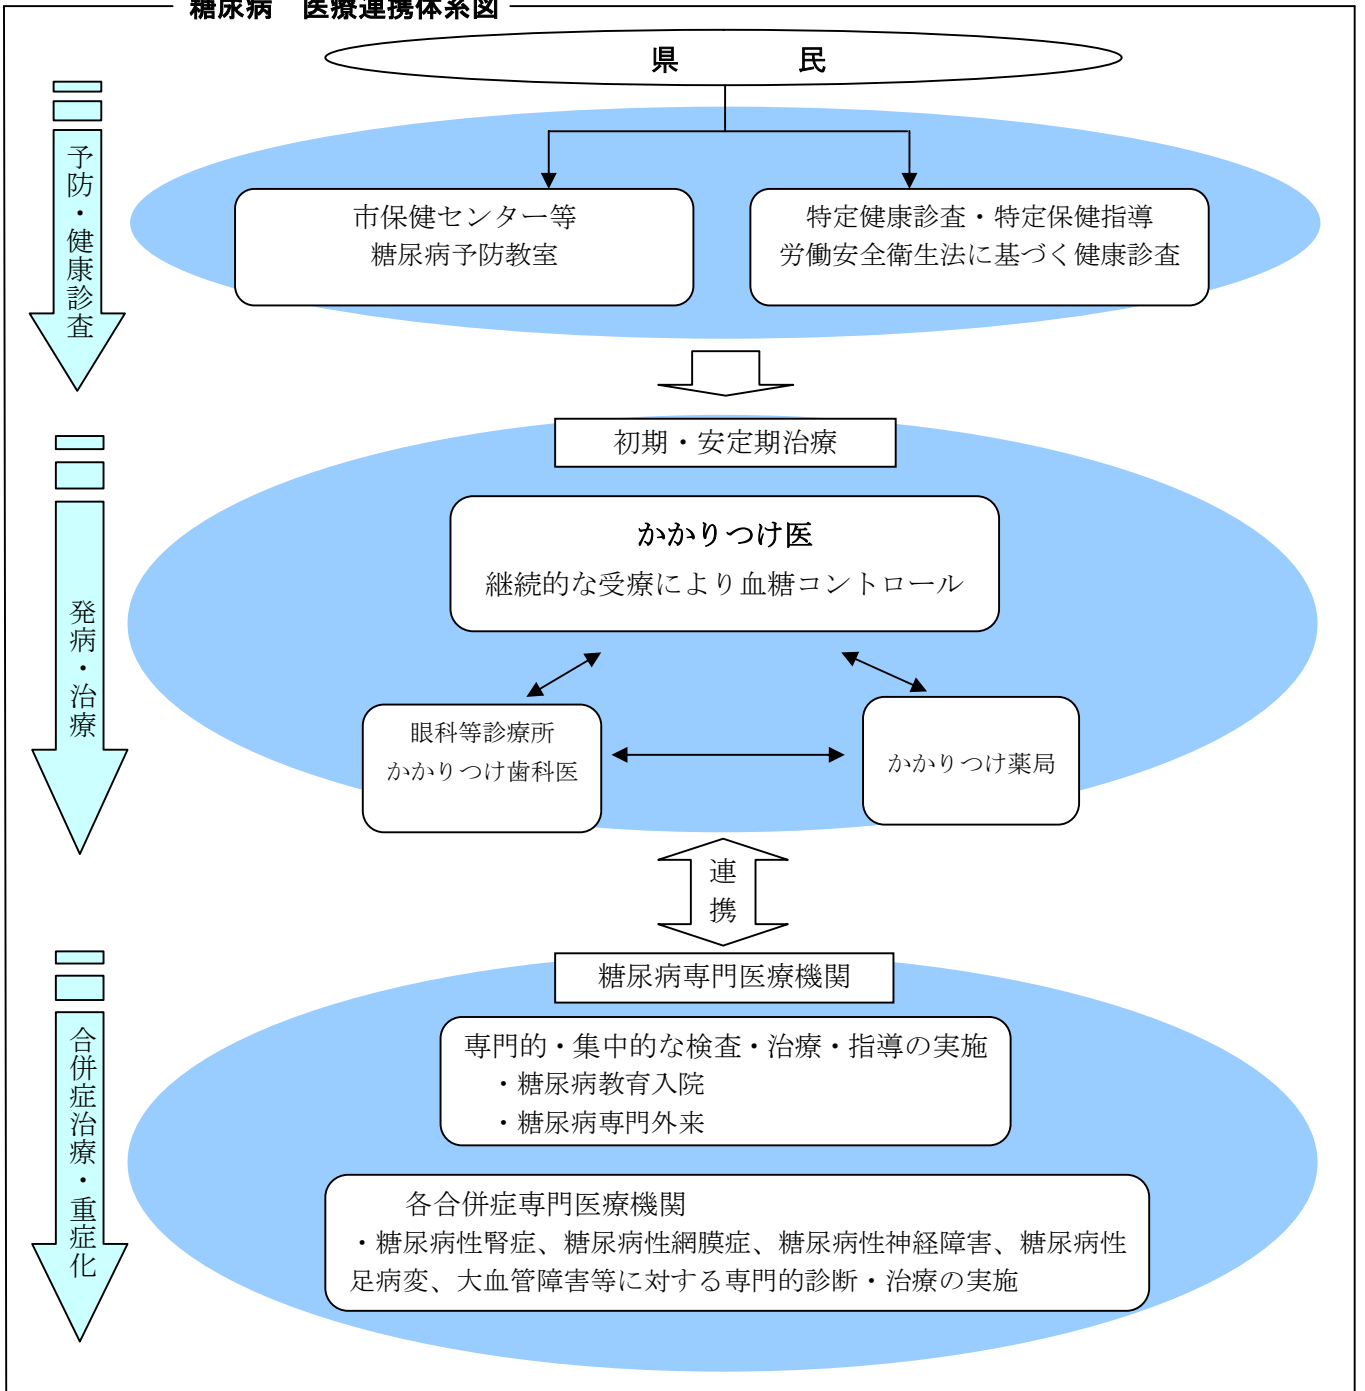 糖尿病　医療連携体系図
県　　　　民
予防・健康診査
市保健センター等
糖尿病予防教室
特定健康診査・特定保健指導
労働安全衛生法に基づく健康診査
発病・治療
初期・安定期治療
かかりつけ医
継続的な受療により血糖コントロール
眼科等診療所
かかりつけ歯科医
かかりつけ薬局
連携
合併症治療・重症化
糖尿病専門医療機関
専門的・集中的な検査・治療・指導の実施
・糖尿病教育入院
・糖尿病専門外来
各合併症専門医療機関
・糖尿病性腎症、糖尿病性網膜症、糖尿病性神経障害、糖尿病性
足病変、大血管障害等に対する専門的診断・治療の実施